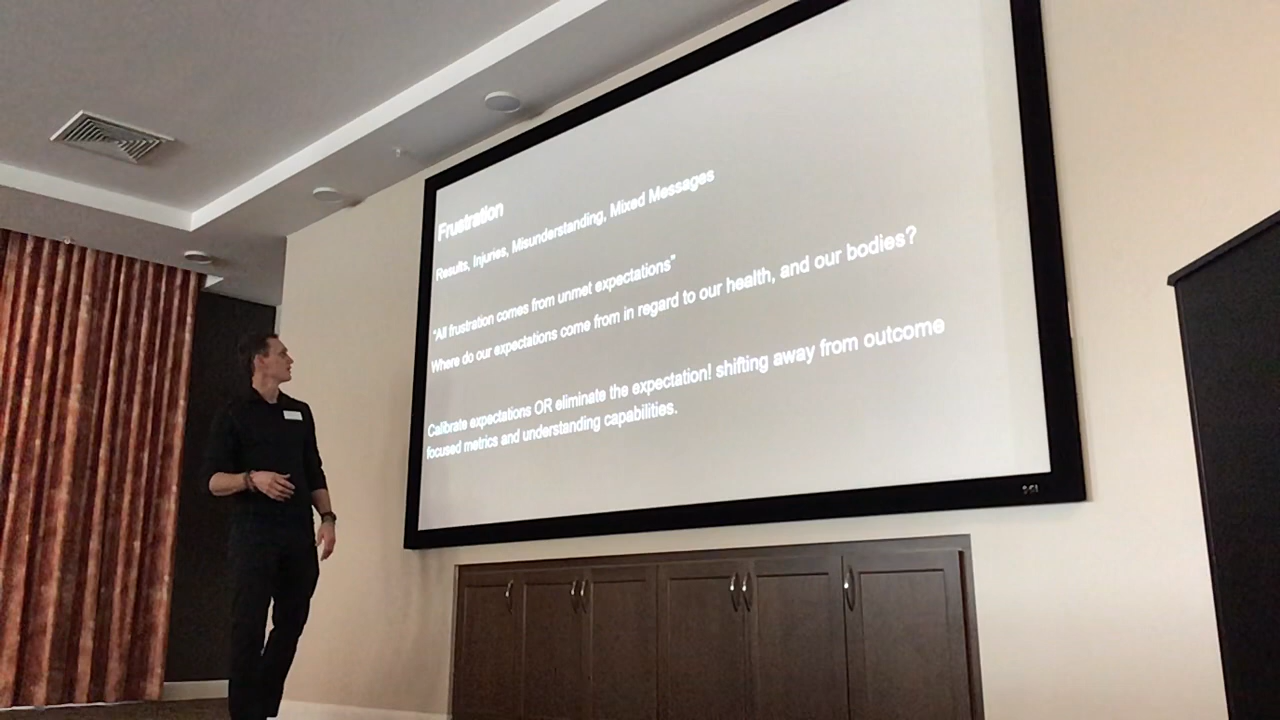 Frustration
Results, Injuries, Misunderstanding, Mixed Messages
"All frustration comes from unmet expectations"
Where do our expectations come from in regard to our health, and our bodies?
Calibrate expectations OR eliminate the expectation! shifting away from outcome
focused metrics and understanding capabilities.